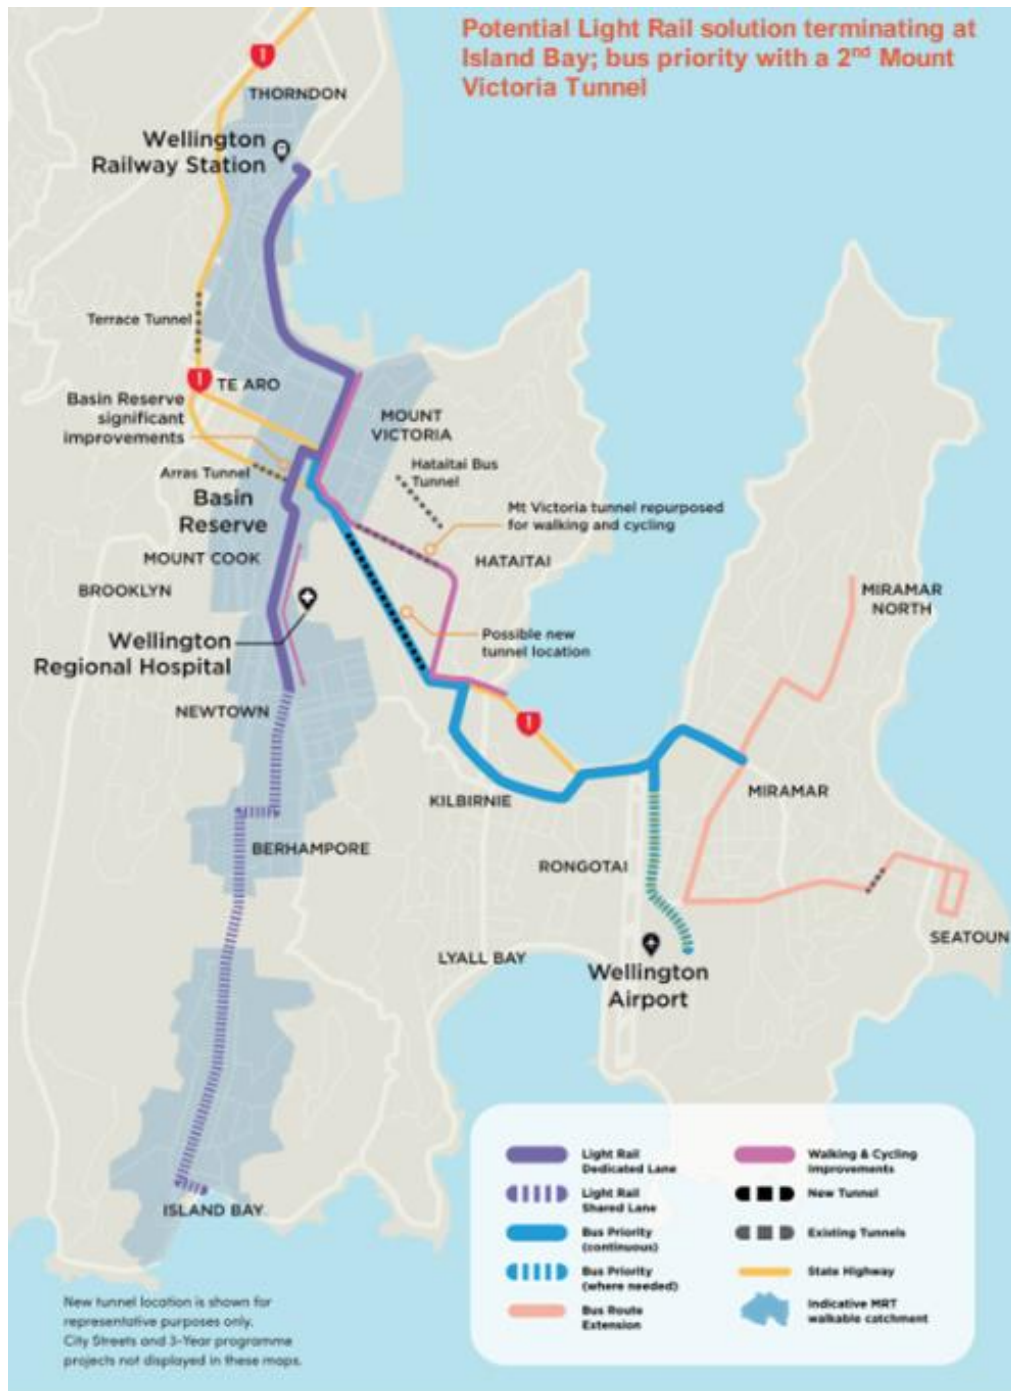 Potential Light Rail solution terminating at
Island Bay; bus priority with a 2nd Mount
Victoria Tunnel
1
THORNDON
Wellington
Railway Station
Terrace Tunnel
1
TE ARO
Basin Reserve
significant
improvements
MOUNT
VICTORIA
Arras Tunnel
Hataitai Bus
Tunnel
Basin
Reserve
Mt Victoria tunnel repurposed
for walking and cycling
MOUNT COOK
HATAITAI
BROOKLYN
MIRAMAR
NORTH
Wellington
Regional Hospital
Possible new
tunnel location
NEWTOWN
1
KILBIRNIE
MIRAMAR
BERHAMPORE
RONGOTAI
SEATOUN
LYALL BAY
Wellington
Airport
ISLAND BAY
Light Rail
Dedicated Lane
Light Rail
Shared Lane
Bus Priority
(continuous)
Bus Priority
(where needed)
Bus Route
Extension
Walking & Cycling
Improvements
New Tunnel
Existing Tunnels
State Highway
Indicative MRT
walkable catchment
New tunnel location is shown for
representative purposes only.
City Streets and 3-Year programme
projects not displayed in these maps.